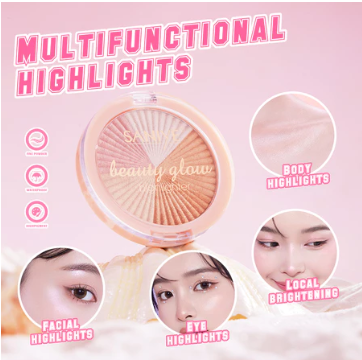 MULTIFUNCTIONAL
HIGHLIGHTS
beauty glow
BODY
HIGHLIGHTS
LOCAL
BRIGHTENING
FACIAL
HIGHLIGHTS
EYE
HIGHLIGHTS